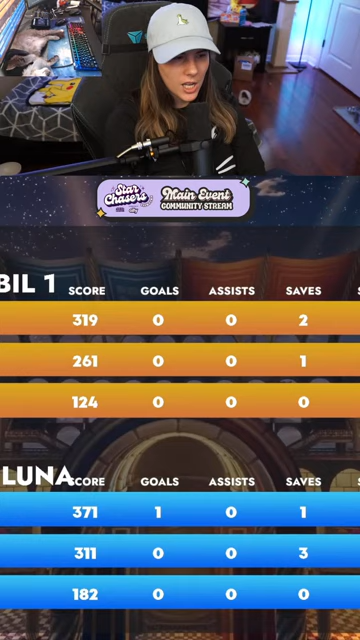 Star Chasers
Main Event
COMMUNITY STREAM
BIL 1 SCORE GOALS ASSISTS SAVES S
319 0 0 2
261 0 0 1
124 0 0 0
LUNA SCORE GOALS ASSISTS SAVES S
371 1 0 1
311 0 0 3
182 0 0 0